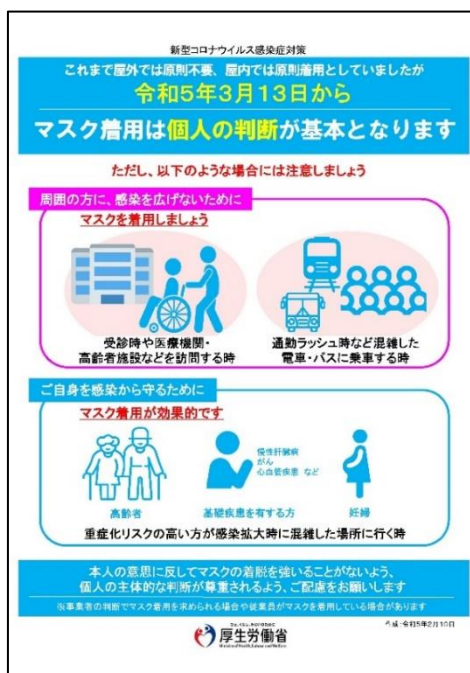 新型コロナウイルス感染症対策
これまで屋外では原則不要、屋内では原則着用としていましたが
令和5年3月13日から
マスク着用は個人の判断が基本となります
ただし、以下のような場合には注意しましょう
周囲の方に、感染を広げないために
マスクを着用しましょう
受診時や医療機関・
高齢者施設などを訪問する時
通勤ラッシュ時など混雑した
電車・バスに乗車する時
ご自身を感染から守るために
マスク着用が効果的です
慢性肝臓病
がん
心血管疾患 など
高齢者
基礎疾患を有する方
妊婦
重症化リスクの高い方が感染拡大時に混雑した場所に行く時
本人の意思に反してマスクの着脱を強いることがないよう、
個人の主体的な判断が尊重されるよう、ご配慮をお願いします
※事業者の判断でマスク着用を求められる場合や従業員がマスクを着用している場合があります
作成:令和5年2月10日
ひと、くらし、みらいのために
厚生労働省
Ministry of Health, Labour and Welfare